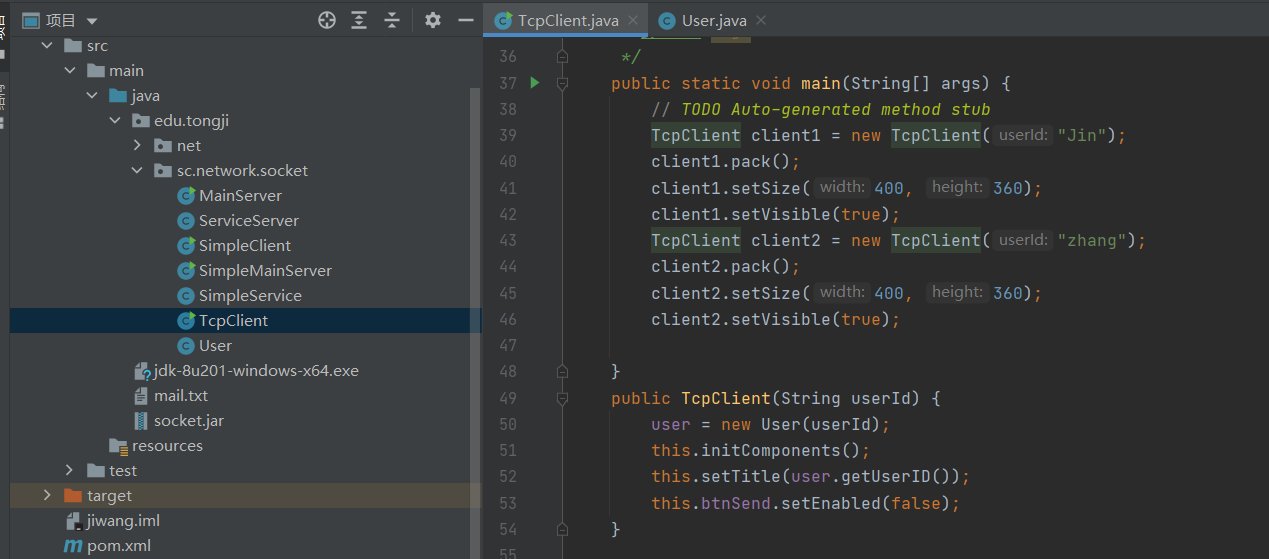 项目
TcpClient.java
User.java
src
main
java
edu.tongji
net
sc.network.socket
MainServer
ServiceServer
SimpleClient
SimpleMainServer
SimpleService
TcpClient
User
jdk-8u201-windows-x64.exe
mail.txt
socket.jar
resources
test
target
jiwang.iml
pom.xml
36 */
37 public static void main(String[] args) {
38 // TODO Auto-generated method stub
39 TcpClient client1 = new TcpClient( userId: "Jin");
40 client1.pack();
41 client1.setSize( width: 400, height: 360);
42 client1.setVisible(true);
43 TcpClient client2 = new TcpClient( userId: "zhang");
44 client2.pack();
45 client2.setSize( width: 400, height: 360);
46 client2.setVisible(true);
47
48 }
49 public TcpClient(String userId) {
50 user = new User(userId);
51 this.initComponents();
52 this.setTitle(user.getUserID());
53 this.btnSend.setEnabled(false);
54 }
55